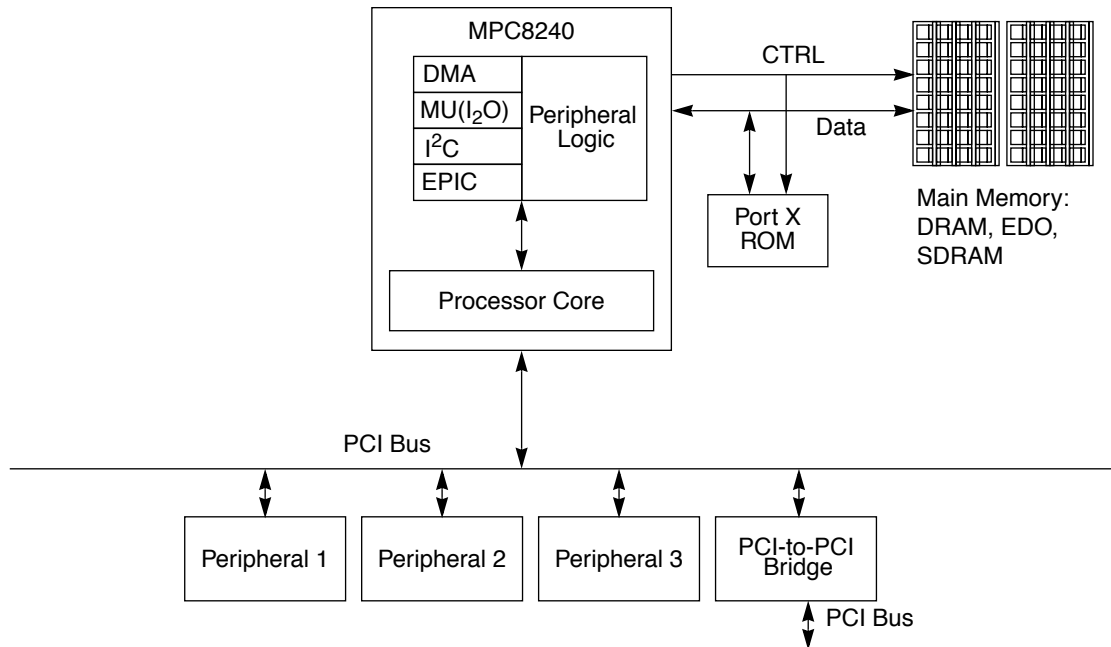 MPC8240
DMA
MU(I₂O)
I²C
EPIC
Peripheral
Logic
Processor Core
CTRL
Data
Port X
ROM
Main Memory:
DRAM, EDO,
SDRAM
PCI Bus
Peripheral 1
Peripheral 2
Peripheral 3
PCI-to-PCI
Bridge
PCI Bus